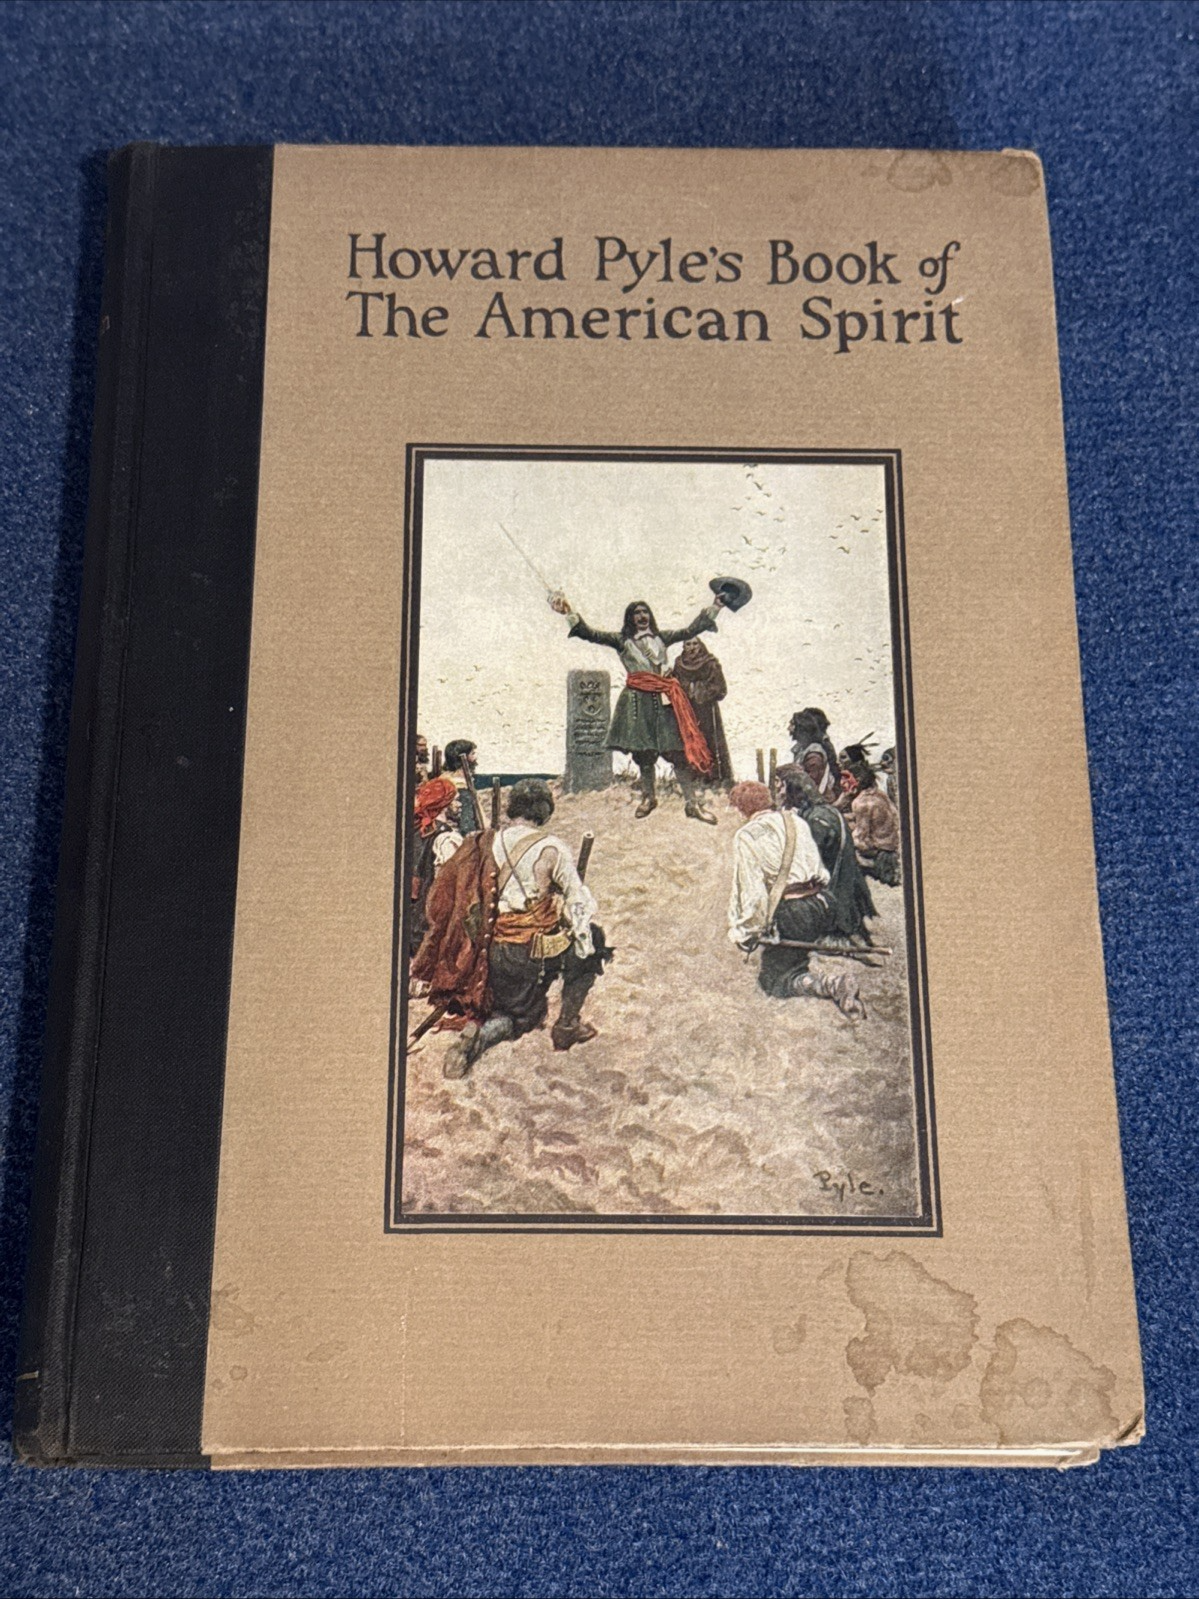 Howard Pyle's Book of
The American Spirit
Pyle.